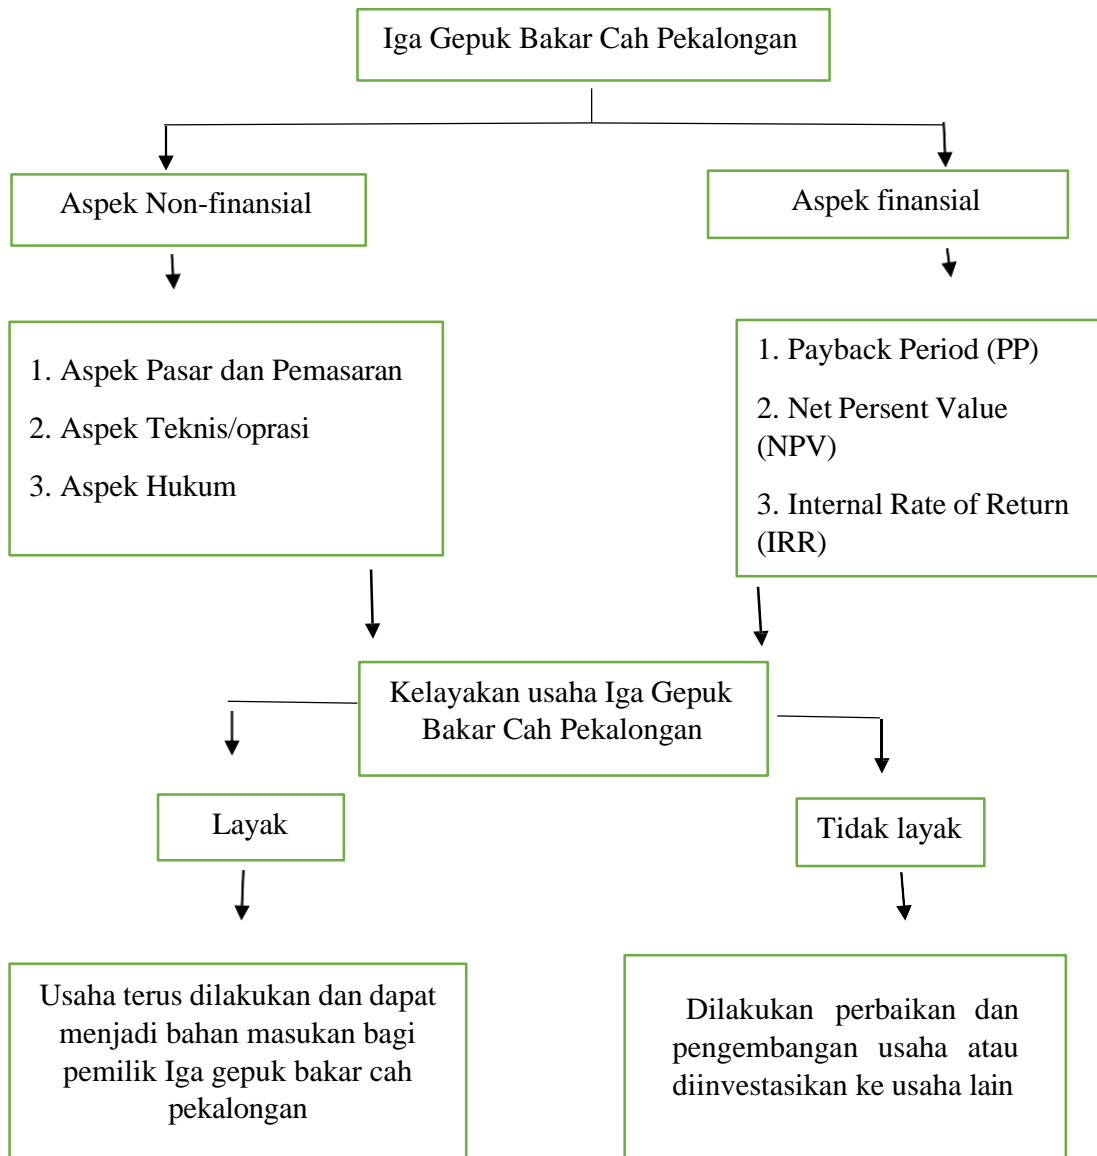 Iga Gepuk Bakar Cah Pekalongan
Aspek Non-finansial
Aspek finansial
1. Aspek Pasar dan Pemasaran
2. Aspek Teknis/oprasi
3. Aspek Hukum
1. Payback Period (PP)
2. Net Persent Value
(NPV)
3. Internal Rate of Return
(IRR)
Kelayakan usaha Iga Gepuk
Bakar Cah Pekalongan
Layak
Tidak layak
Usaha terus dilakukan dan dapat
menjadi bahan masukan bagi
pemilik Iga gepuk bakar cah
pekalongan
Dilakukan perbaikan dan
pengembangan usaha atau
diinvestasikan ke usaha lain